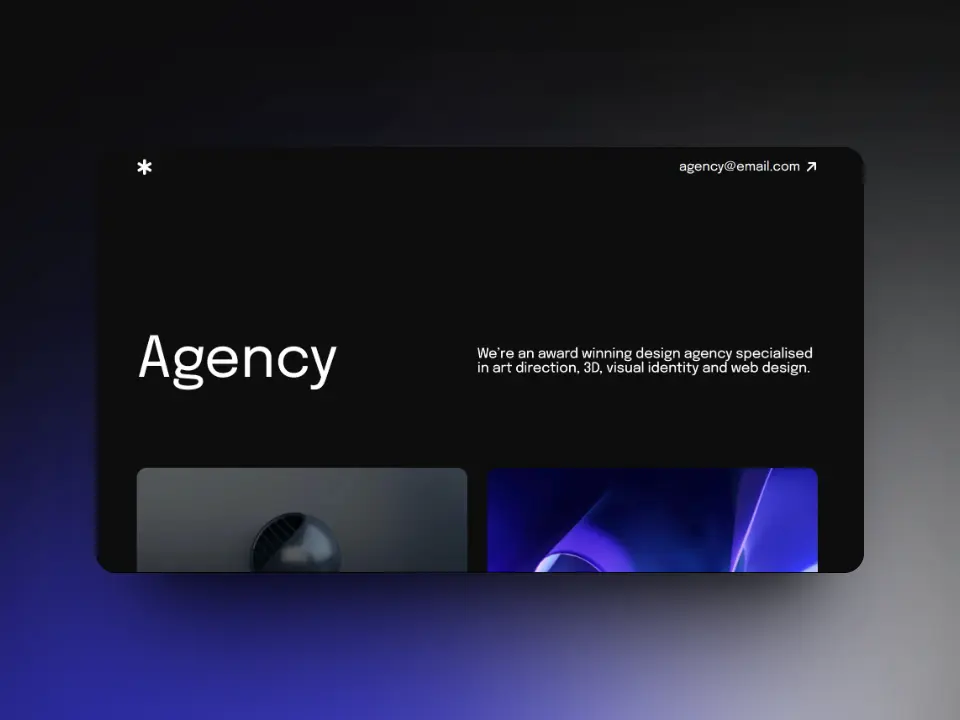 agency@email.com
Agency
We’re an award winning design agency specialised
in art direction, 3D, visual identity and web design.